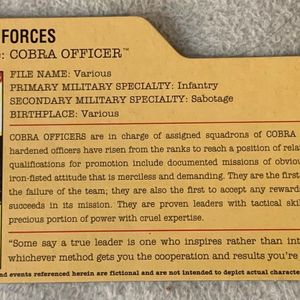 FORCES
: COBRA OFFICER™
FILE NAME: Various
PRIMARY MILITARY SPECIALTY: Infantry
SECONDARY MILITARY SPECIALTY: Sabotage
BIRTHPLACE: Various
COBRA OFFICERS are in charge of assigned squadrons of COBRA
hardened officers have risen from the ranks to reach a position of relat
qualifications for promotion include documented missions of obviou
iron-fisted attitude that is merciless and demanding. They are the first
the failure of the team; they are also the first to accept any reward
succeeds in its mission. They are proven leaders with tactical skill
precious portion of power with cruel expertise.
"Some say a true leader is one who inspires rather than int
whichever method gets you the cooperation and results you're
nd events referenced herein are fictional and are not intended to depict actual characte